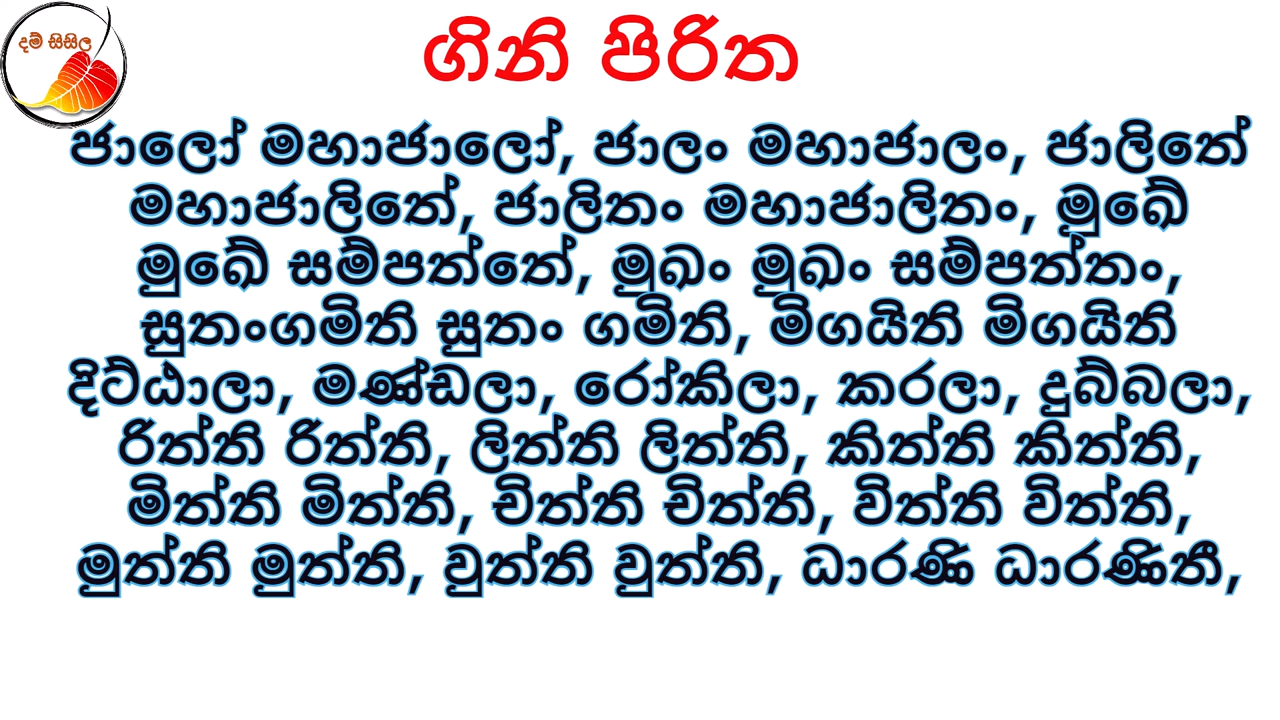 දම් සිසිල
ගිනි පිරිත
ජාලෝ මහාජාලෝ, ජාලං මහාජාලං, ජාලිතේ
මහාජාලිතේ, ජාලිතං මහාජාලිතං, මුඛේ
මුඛේ සම්පත්තේ, මුඛං මුඛං සම්පත්තං,
සුතංගමිති සුතං ගමිති, මිගයිති මිගයිති
දිට්ඨාලා, මණ්ඩලා, රෝකිලා, කරලා, දුබ්බලා,
රිත්ති රිත්ති, ලිත්ති ලිත්ති, කිත්ති කිත්ති,
මිත්ති මිත්ති, චිත්ති චිත්ති, විත්ති විත්ති,
මුත්ති මුත්ති, වුත්ති වුත්ති, ධාරණි ධාරණිතී,